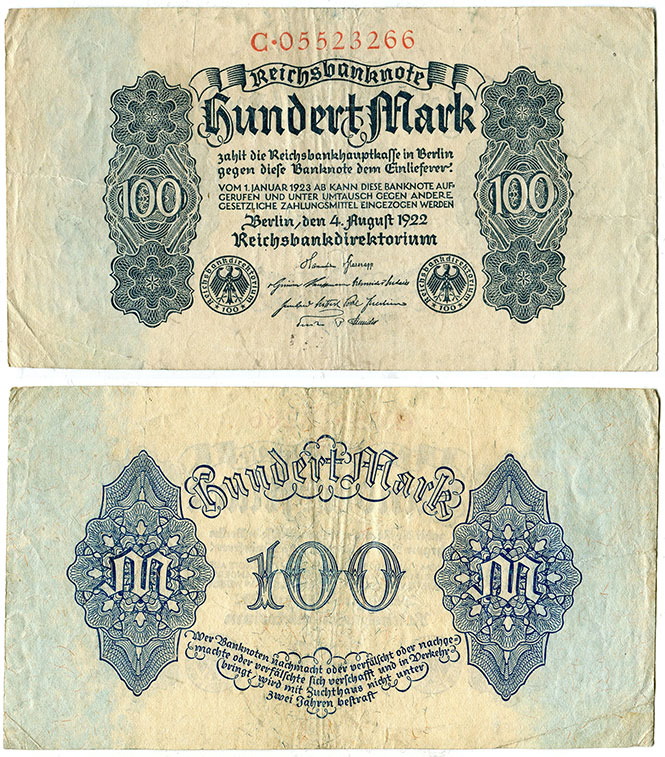 C·05523266
Reichsbanknote
Hundert Mark
zahlt die Reichsbankhauptkasse in Berlin
gegen diese Banknote dem Einlieferer.
VOM 1. JANUAR 1923 AB KANN DIESE BANKNOTE AUF-
GERUFEN UND UNTER UMTAUSCH GEGEN ANDERE
GESETZLICHE ZAHLUNGSMITTEL EINGEZOGEN WERDEN
Berlin, den 4. August 1922
Reichsbankdirektorium
100
100
Reichsbankdirektorium
·100·
Reichsbankdirektorium
·100·
Hundert Mark
M
100
M
Wer Banknoten nachmacht oder verfälscht oder nachge-
machte oder verfälschte sich verschafft und in Verkehr
bringt, wird mit Zuchthaus nicht unter
zwei Jahren bestraft